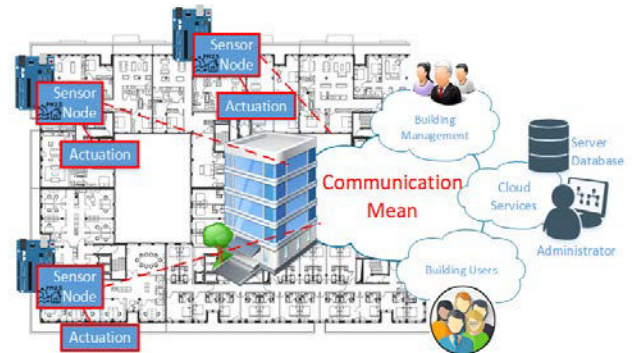 Sensor
Node
Actuation
Sensor
Node
Actuation
Sensor
Node
Actuation
Communication
Mean
Building
Management
Cloud
Services
Server
Database
Administrator
Building Users